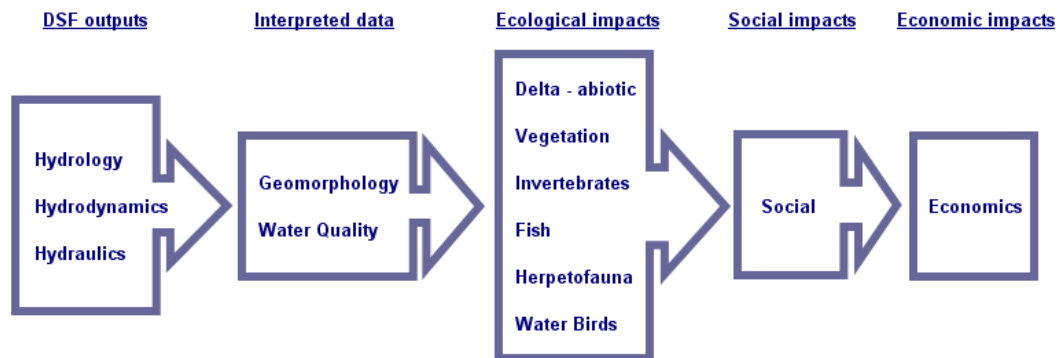 DSF outputs
Interpreted data
Ecological impacts
Social impacts
Economic impacts
Hydrology
Hydrodynamics
Hydraulics
Geomorphology
Water Quality
Delta - abiotic
Vegetation
Invertebrates
Fish
Herpetofauna
Water Birds
Social
Economics